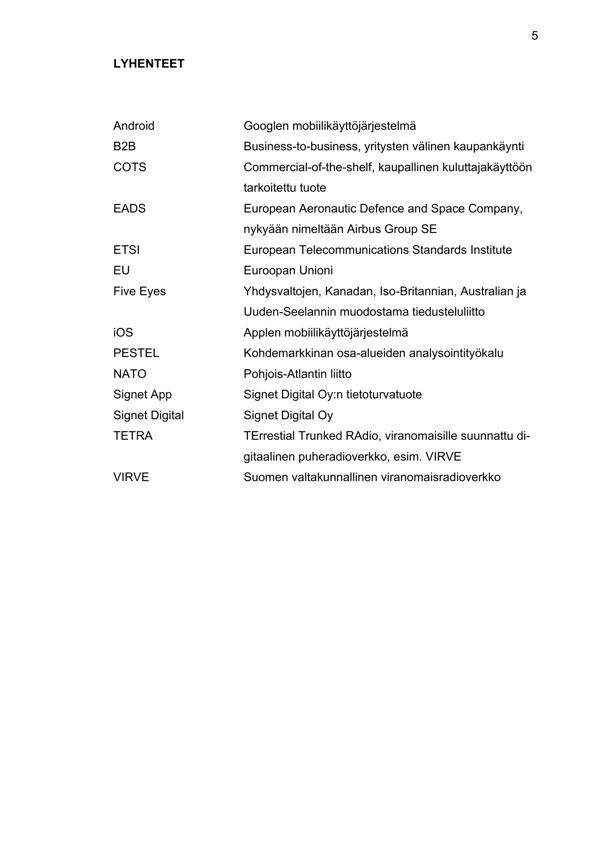 5
LYHENTEET
Android Googlen mobiilikäyttöjärjestelmä
B2B Business-to-business, yritysten välinen kaupankäynti
COTS Commercial-of-the-shelf, kaupallinen kuluttajakäyttöön
tarkoitettu tuote
EADS European Aeronautic Defence and Space Company,
nykyään nimeltään Airbus Group SE
ETSI European Telecommunications Standards Institute
EU Euroopan Unioni
Five Eyes Yhdysvaltojen, Kanadan, Iso-Britannian, Australian ja
Uuden-Seelannin muodostama tiedusteluliitto
iOS Applen mobiilikäyttöjärjestelmä
PESTEL Kohdemarkkinan osa-alueiden analysointityökalu
NATO Pohjois-Atlantin liitto
Signet App Signet Digital Oy:n tietoturvatuote
Signet Digital Signet Digital Oy
TETRA TErrestial Trunked RAdio, viranomaisille suunnattu di-
gitaalinen puheradioverkko, esim. VIRVE
VIRVE Suomen valtakunnallinen viranomaisradioverkko